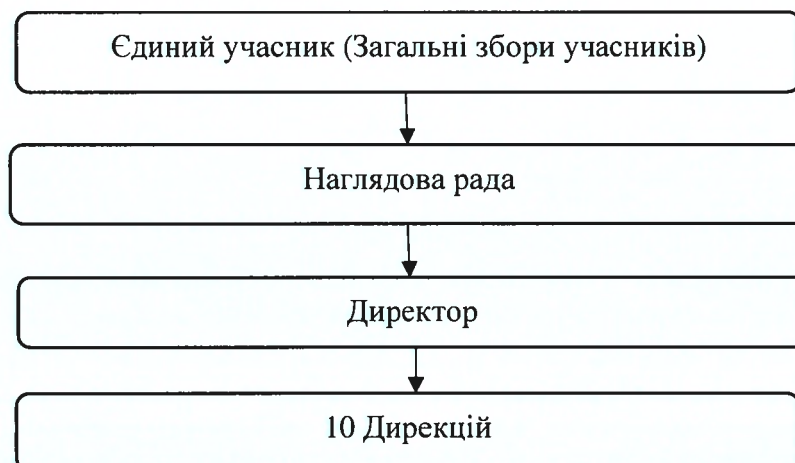 Єдиний учасник (Загальні збори учасників)
Наглядова рада
Директор
10 Дирекцій